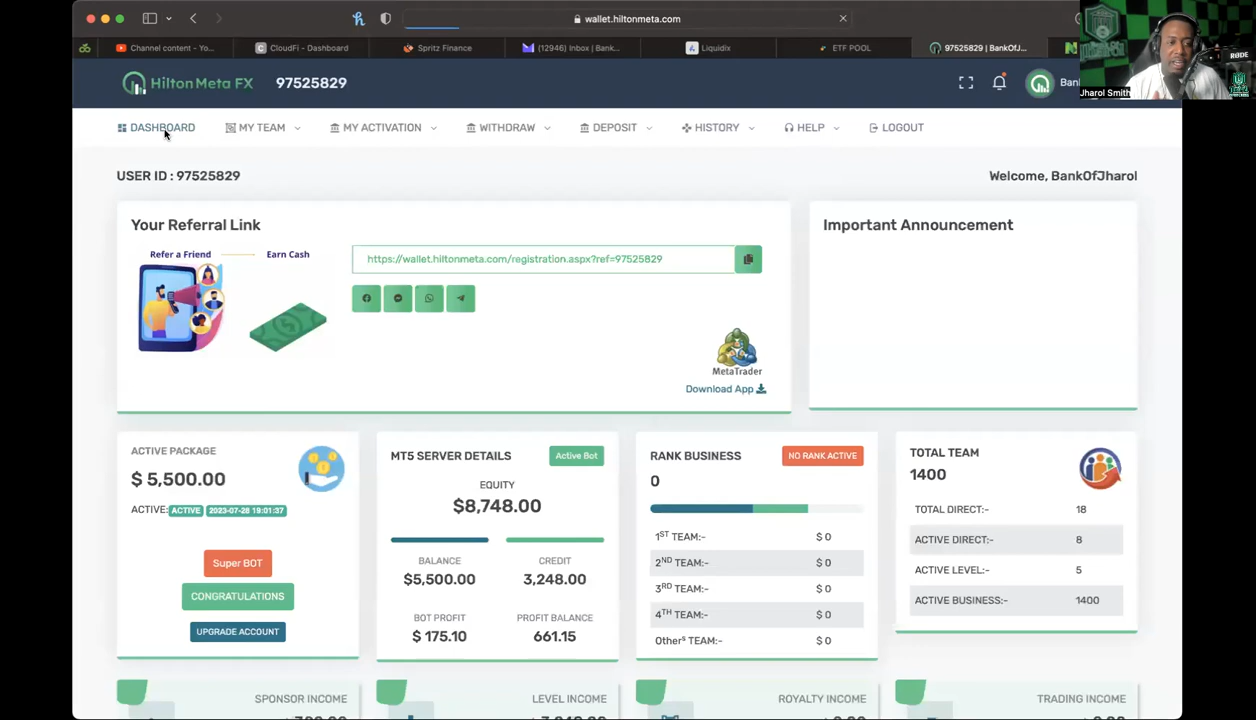 wallet.hiltonmeta.com
Channel content - Yo...
CloudFi - Dashboard
Spritz Finance
(12946) Inbox | Bank...
Liquidix
ETF POOL
97525829 | BankOfJ...
RØDE
Jharol Smith
Hilton Meta FX
97525829
Ban
DASHBOARD
MY TEAM
MY ACTIVATION
WITHDRAW
DEPOSIT
HISTORY
HELP
LOGOUT
USER ID : 97525829
Welcome, BankOfJharol
Your Referral Link
Important Announcement
Refer a Friend
Earn Cash
https://wallet.hiltonmeta.com/registration.aspx?ref=97525829
MetaTrader
Download App
ACTIVE PACKAGE
$ 5,500.00
ACTIVE: ACTIVE 2023-07-28 19:01:37
Super BOT
CONGRATULATIONS
UPGRADE ACCOUNT
MT5 SERVER DETAILS
Active Bot
EQUITY
$8,748.00
BALANCE
CREDIT
$5,500.00
3,248.00
BOT PROFIT
PROFIT BALANCE
$ 175.10
661.15
RANK BUSINESS
NO RANK ACTIVE
0
1ST TEAM:- $ 0
2ND TEAM:- $ 0
3RD TEAM:- $ 0
4TH TEAM:- $ 0
Others TEAM:- $ 0
TOTAL TEAM
1400
TOTAL DIRECT:- 18
ACTIVE DIRECT:- 8
ACTIVE LEVEL:- 5
ACTIVE BUSINESS:- 1400
SPONSOR INCOME
LEVEL INCOME
ROYALTY INCOME
TRADING INCOME